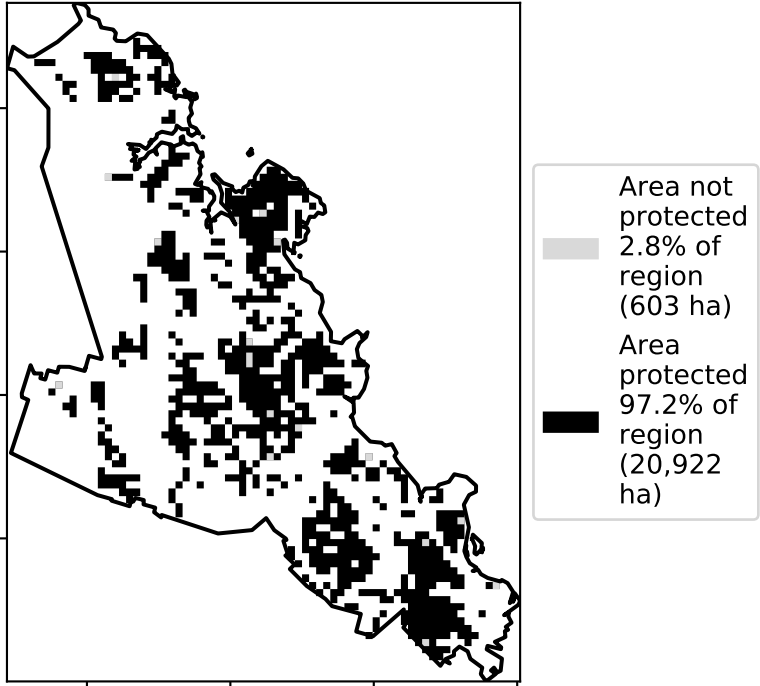 Area not
protected
2.8% of
region
(603 ha)
Area
protected
97.2% of
region
(20,922
ha)